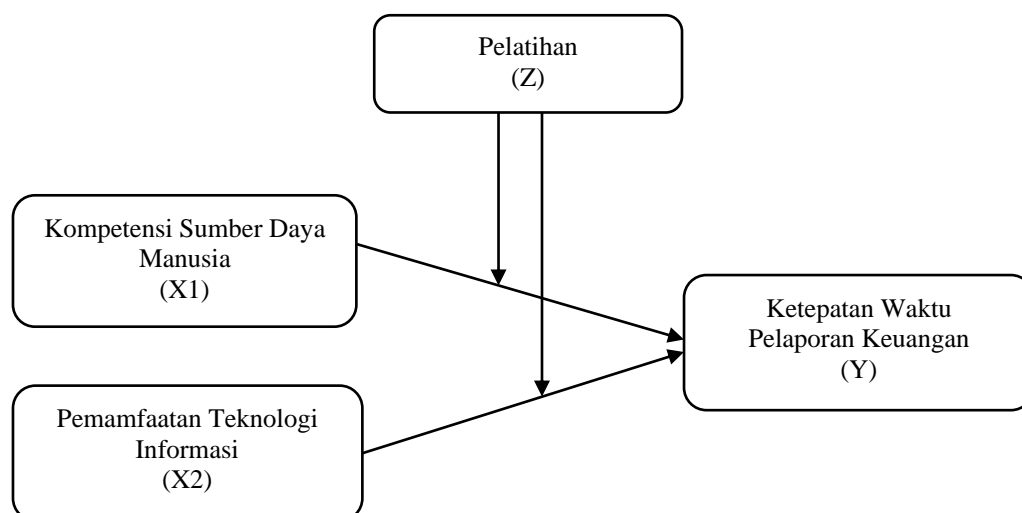 Pelatihan
(Z)
Kompetensi Sumber Daya
Manusia
(X1)
Ketepatan Waktu
Pelaporan Keuangan
(Y)
Pemamfaatan Teknologi
Informasi
(X2)